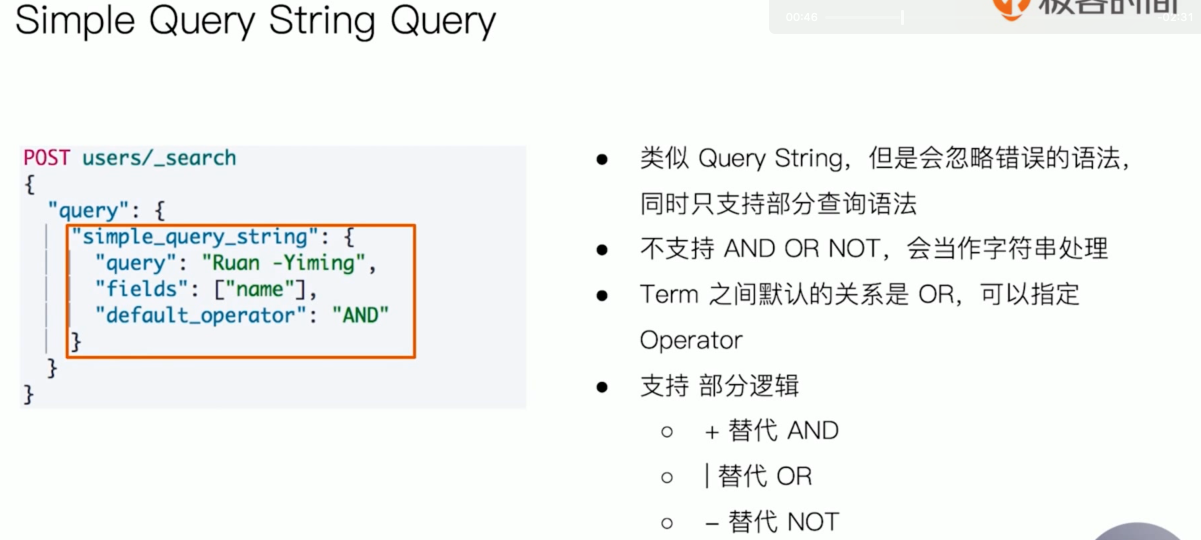 Simple Query String Query
00:46
-02:31
极客时间
POST users/_search
{
"query": {
"simple_query_string": {
"query": "Ruan -Yiming",
"fields": ["name"],
"default_operator": "AND"
}
}
}
● 类似 Query String，但是会忽略错误的语法，
同时只支持部分查询语法
● 不支持 AND OR NOT，会当作字符串处理
● Term 之间默认的关系是 OR，可以指定
Operator
● 支持 部分逻辑
○ + 替代 AND
○ | 替代 OR
○ – 替代 NOT